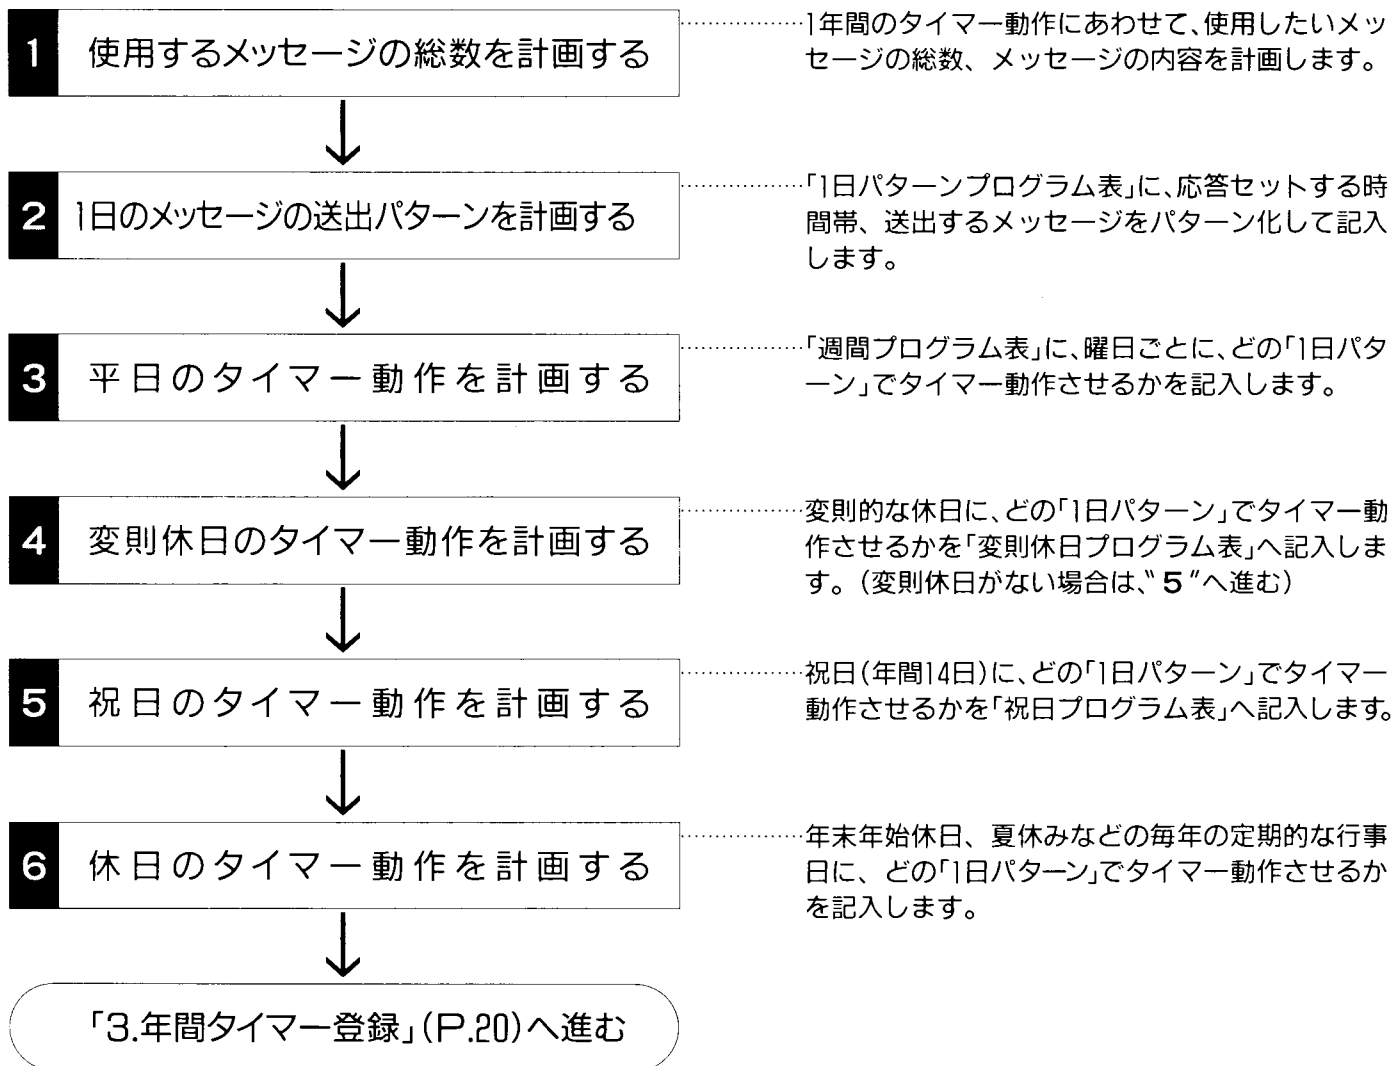 1 使用するメッセージの総数を計画する
1年間のタイマー動作にあわせて、使用したいメッ
セージの総数、メッセージの内容を計画します。
2 1日のメッセージの送出パターンを計画する
「1日パターンプログラム表」に、応答セットする時
間帯、送出するメッセージをパターン化して記入
します。
3 平日のタイマー動作を計画する
「週間プログラム表」に、曜日ごとに、どの「1日パタ
ーン」でタイマー動作させるかを記入します。
4 変則休日のタイマー動作を計画する
変則的な休日に、どの「1日パターン」でタイマー動
作させるかを「変則休日プログラム表」へ記入しま
す。(変則休日がない場合は、〝5〟へ進む)
5 祝日のタイマー動作を計画する
祝日(年間14日)に、どの「1日パターン」でタイマー
動作させるかを「祝日プログラム表」へ記入します。
6 休日のタイマー動作を計画する
年末年始休日、夏休みなどの毎年の定期的な行事
日に、どの「1日パターン」でタイマー動作させるか
を記入します。
「3.年間タイマー登録」(P.20)へ進む